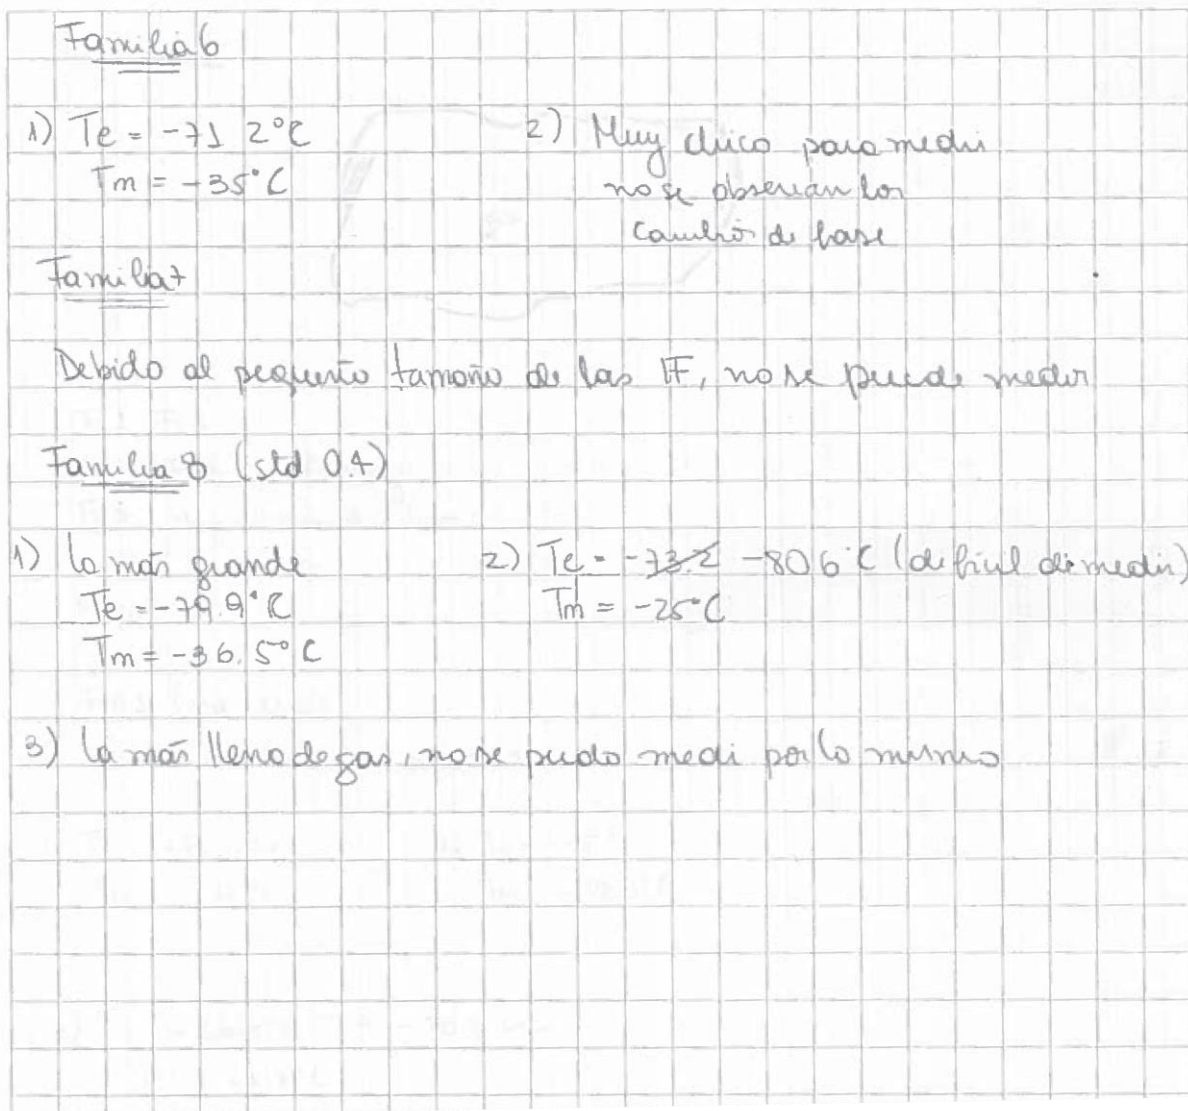 Familia 6
1) Te = -71 2°C
Tm = -35°C
2) Muy chico para medir
no se observan los
cambios de fase
Familia 7
Debido al pequeño tamaño de las IF, no se puede medir
Familia 8 (std 0.4)
1) la más grande
Te = -79.9°C
Tm = -36.5°C
2) Te = -73.2 -80 6°C (dificil de medir)
Tm = -25°C
3) la más lleno de gas, no se pudo medi por lo mismo